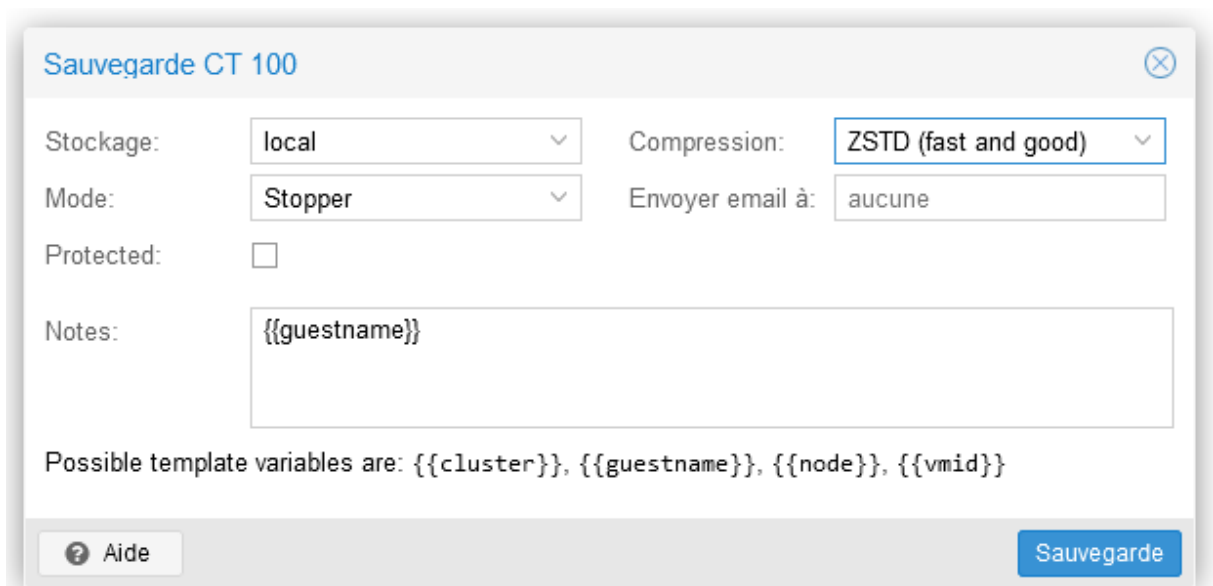 Sauvegarde CT 100
Stockage: local Compression: ZSTD (fast and good)
Mode: Stopper Envoyer email à: aucune
Protected:
Notes: {{guestname}}
Possible template variables are: {{cluster}}, {{guestname}}, {{node}}, {{vmid}}
Aide Sauvegarde